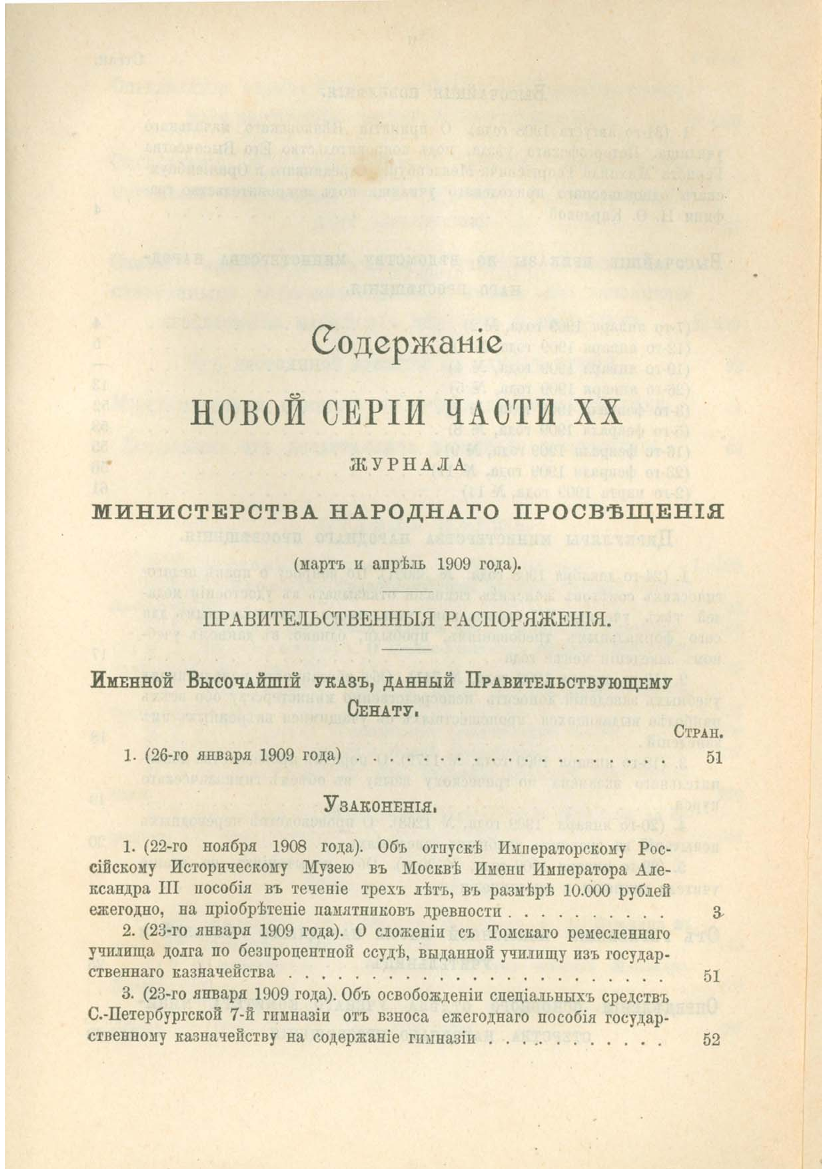 Содержаніе
НОВОЙ СЕРІИ ЧАСТИ XX
ЖУРНАЛА
МИНИСТЕРСТВА НАРОДНАГО ПРОСВѢЩЕНІЯ
(мартъ и апрѣль 1909 года).
ПРАВИТЕЛЬСТВЕННЫЯ РАСПОРЯЖЕНІЯ.
Именной Высочайшій указъ, данный Правительствующему
Сенату.
Стран.
1. (26-го января 1909 года) . . . . . . . . . . . . . . . . . . 51
Узаконенія.
1. (22-го ноября 1908 года). Объ отпускѣ Императорскому Рос-
сійскому Историческому Музею въ Москвѣ Имени Императора Але-
ксандра III пособія въ теченіе трехъ лѣтъ, въ размѣрѣ 10.000 рублей
ежегодно, на пріобрѣтеніе памятниковъ древности . . . . . . . . . . 3
2. (23-го января 1909 года). О сложеніи съ Томскаго ремесленнаго
училища долга по безпроцентной ссудѣ, выданной училищу изъ государ-
ственнаго казначейства . . . . . . . . . . . . . . . . . . . . . 51
3. (23-го января 1909 года). Объ освобожденіи спеціальныхъ средствъ
С.-Петербургской 7-й гимназіи отъ взноса ежегоднаго пособія государ-
ственному казначейству на содержаніе гимназіи . . . . . . . . . . . 52